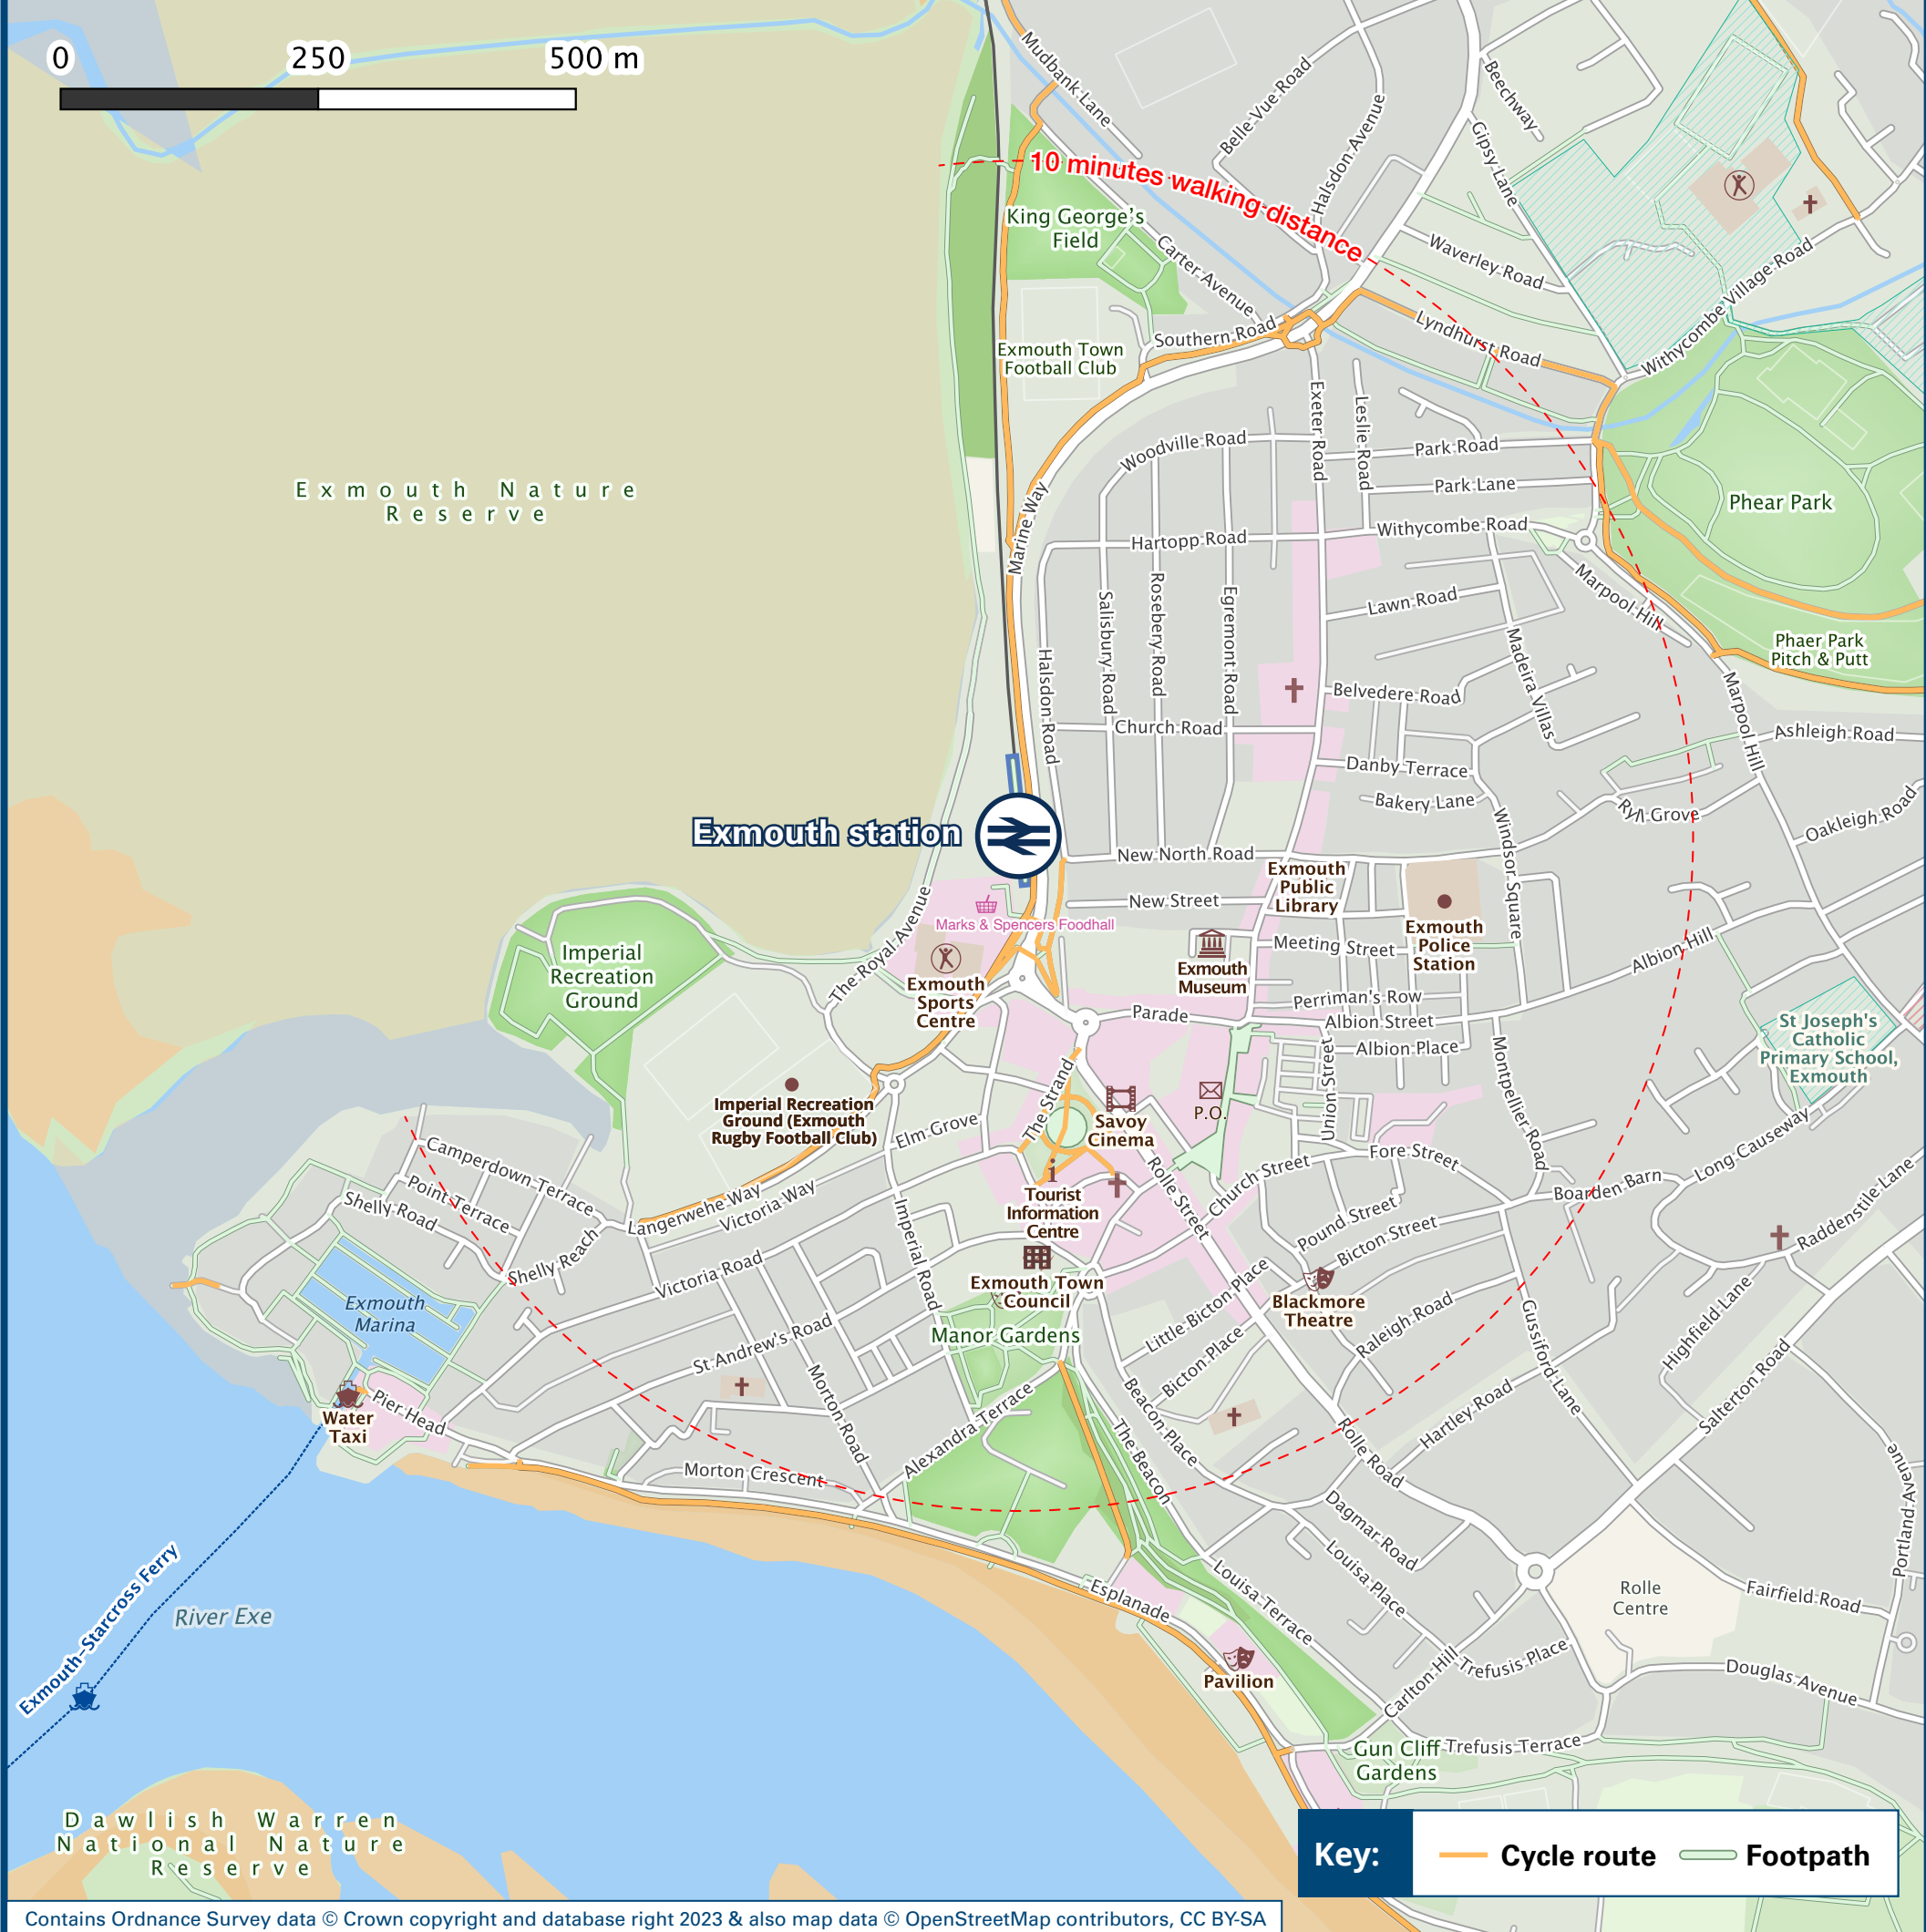 0 250 500 m
Mudbank Lane
Belle Vue Road
Halsdon Avenue
Beechway
Gipsy Lane
10 minutes walking distance
King George's
Field
Carter Avenue
Waverley Road
Withycombe Village Road
Lyndhurst Road
Southern Road
Exmouth Town
Football Club
Exeter Road
Leslie Road
Woodville Road
Park Road
Park Lane
Phear Park
Exmouth Nature
Reserve
Marine Way
Withycombe Road
Hartopp Road
Marpool Hill
Lawn Road
Salisbury Road
Rosebery Road
Egremont Road
Halsdon Road
Madeira Villas
Phaer Park
Pitch & Putt
Belvedere Road
Church Road
Marpool Hill
Ashleigh Road
Danby Terrace
Bakery Lane
Ryll Grove
Oakleigh Road
Windsor Square
Exmouth station
New North Road
Exmouth
Public
Library
New Street
Marks & Spencers Foodhall
The Royal Avenue
Exmouth
Police
Station
Meeting Street
Albion Hill
Imperial
Recreation
Ground
Exmouth
Museum
Exmouth
Sports
Centre
Perriman's Row
Parade
Albion Street
Albion Place
St Joseph's
Catholic
Primary School,
Exmouth
Union Street
Montpellier Road
The Strand
P.O.
Savoy
Cinema
Imperial Recreation
Ground (Exmouth
Rugby Football Club)
Elm Grove
Long Causeway
Fore Street
Camperdown Terrace
Point Terrace
Shelly Road
Shelly Reach
Langerwehe Way
Victoria Way
Rolle Street
Church Street
Boarden Barn
Raddenstile Lane
i
Tourist
Information
Centre
Pound Street
Bicton Street
Imperial Road
Victoria Road
Exmouth Town
Council
Little Bicton Place
Blackmore
Theatre
Exmouth
Marina
Manor Gardens
Raleigh Road
Gussiford Lane
Highfield Lane
St Andrew's Road
Bicton Place
Salterton Road
Morton Road
Beacon Place
Alexandra Terrace
Hartley Road
Pier Head
Water
Taxi
The Beacon
Rolle Road
Morton Crescent
Portland Avenue
Dagmar Road
Louisa Place
Exmouth–Starcross Ferry
River Exe
Esplanade
Louisa Terrace
Rolle
Centre
Fairfield Road
Trefusis Place
Carlton Hill
Douglas Avenue
Pavilion
Gun Cliff
Gardens
Trefusis Terrace
Dawlish Warren
National Nature
Reserve
Key: Cycle route Footpath
Contains Ordnance Survey data © Crown copyright and database right 2023 & also map data © OpenStreetMap contributors, CC BY-SA